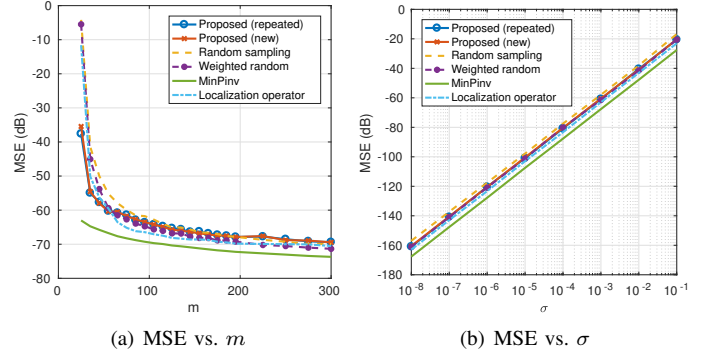 0
-10
-20
-30
-40
-50
-60
-70
-80
MSE (dB)
0
100
200
300
m
Proposed (repeated)
Proposed (new)
Random sampling
Weighted random
MinPinv
Localization operator
(a) MSE vs. m
0
-20
-40
-60
-80
-100
-120
-140
-160
-180
MSE (dB)
10-8
10-7
10-6
10-5
10-4
10-3
10-2
10-1
σ
Proposed (repeated)
Proposed (new)
Random sampling
Weighted random
MinPinv
Localization operator
(b) MSE vs. σ